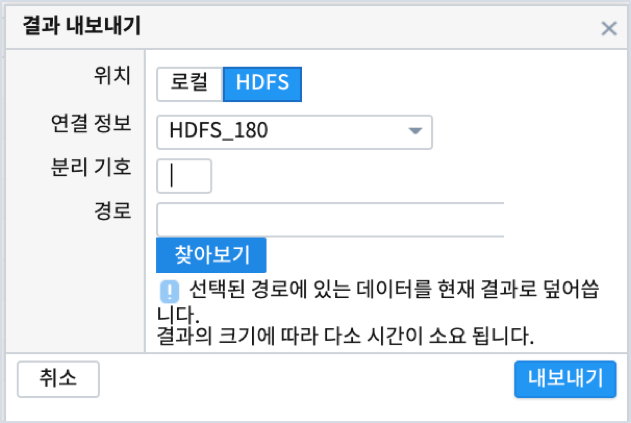 결과 내보내기
위치 로컬 HDFS
연결 정보 HDFS_180
분리 기호 |
경로
찾아보기
! 선택된 경로에 있는 데이터를 현재 결과로 덮어씁
니다.
결과의 크기에 따라 다소 시간이 소요 됩니다.
취소 내보내기